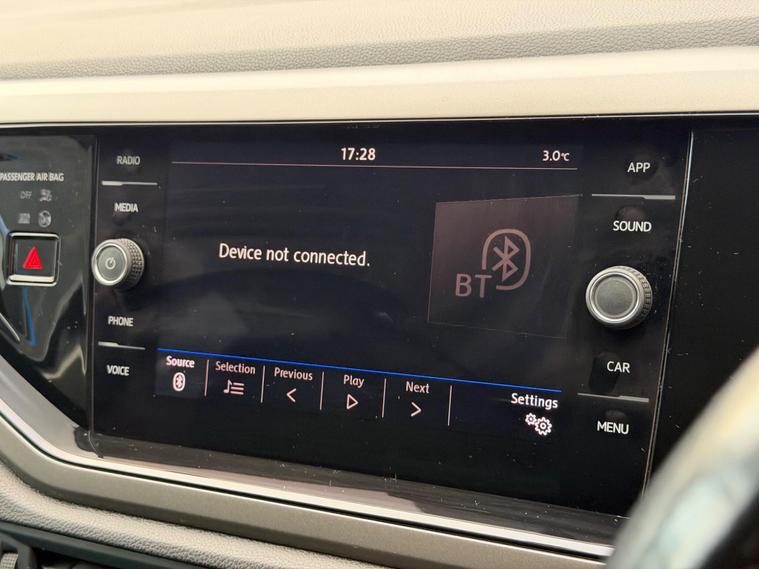 17:28
3.0°C
PASSENGER AIR BAG
OFF
RADIO
MEDIA
PHONE
VOICE
Device not connected.
BT
Source
Selection
Previous
Play
Next
Settings
APP
SOUND
CAR
MENU